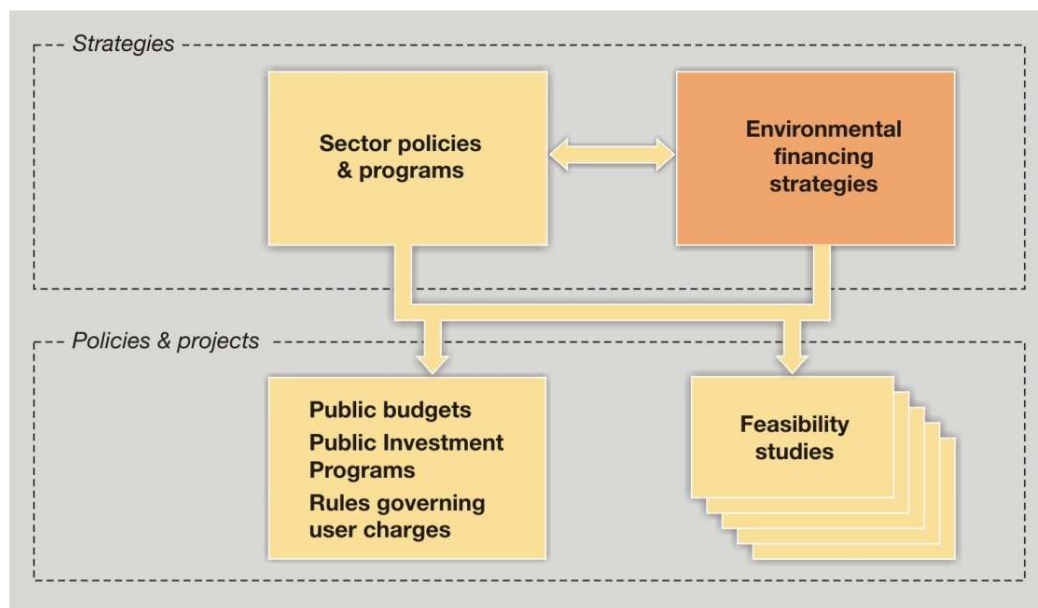 Strategies
Sector policies
& programs
Environmental
financing
strategies
Policies & projects
Public budgets
Public Investment
Programs
Rules governing
user charges
Feasibility
studies